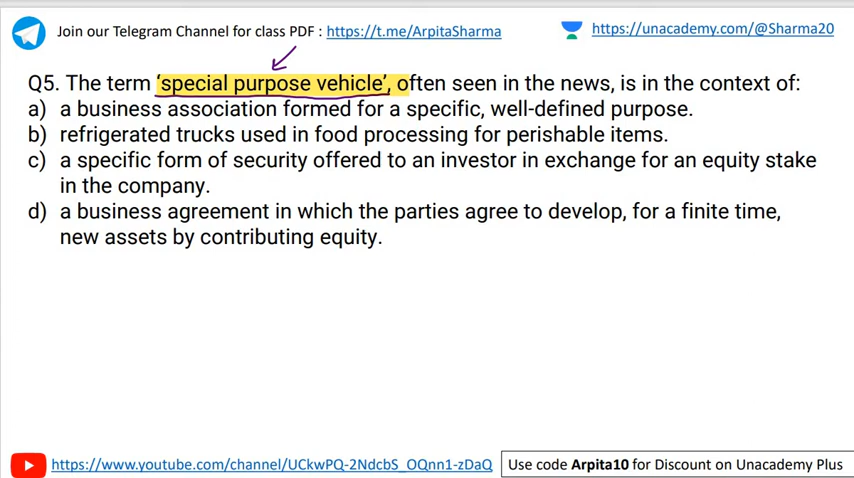 Join our Telegram Channel for class PDF : https://t.me/ArpitaSharma
https://unacademy.com/@Sharma20
Q5. The term ‘special purpose vehicle’, often seen in the news, is in the context of:
a) a business association formed for a specific, well-defined purpose.
b) refrigerated trucks used in food processing for perishable items.
c) a specific form of security offered to an investor in exchange for an equity stake
in the company.
d) a business agreement in which the parties agree to develop, for a finite time,
new assets by contributing equity.
https://www.youtube.com/channel/UCkwPQ-2NdcbS_OQnn1-zDaQ
Use code Arpita10 for Discount on Unacademy Plus